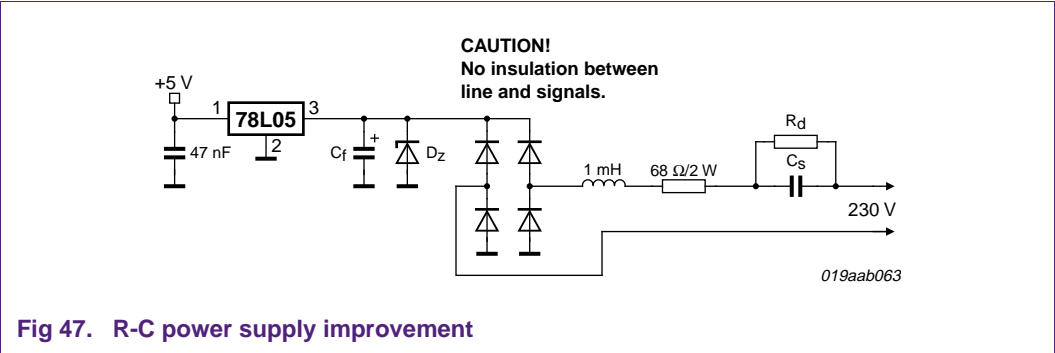 CAUTION!
No insulation between
line and signals.
+5 V
1
78L05
3
2
47 nF
Cf
+
Dz
1 mH
68 Ω/2 W
Rd
Cs
230 V
019aab063
Fig 47. R-C power supply improvement